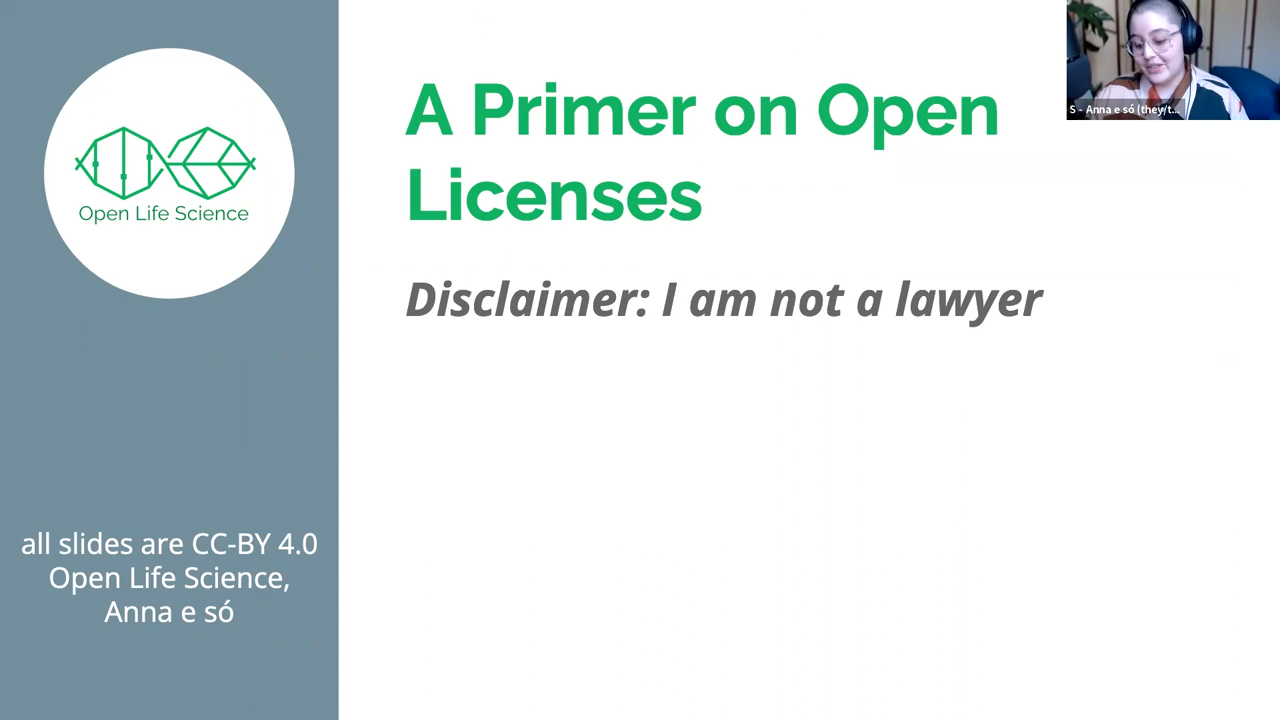 Open Life Science
A Primer on Open
Licenses
Disclaimer: I am not a lawyer
S - Anna e só (they/t...
all slides are CC-BY 4.0
Open Life Science,
Anna e só